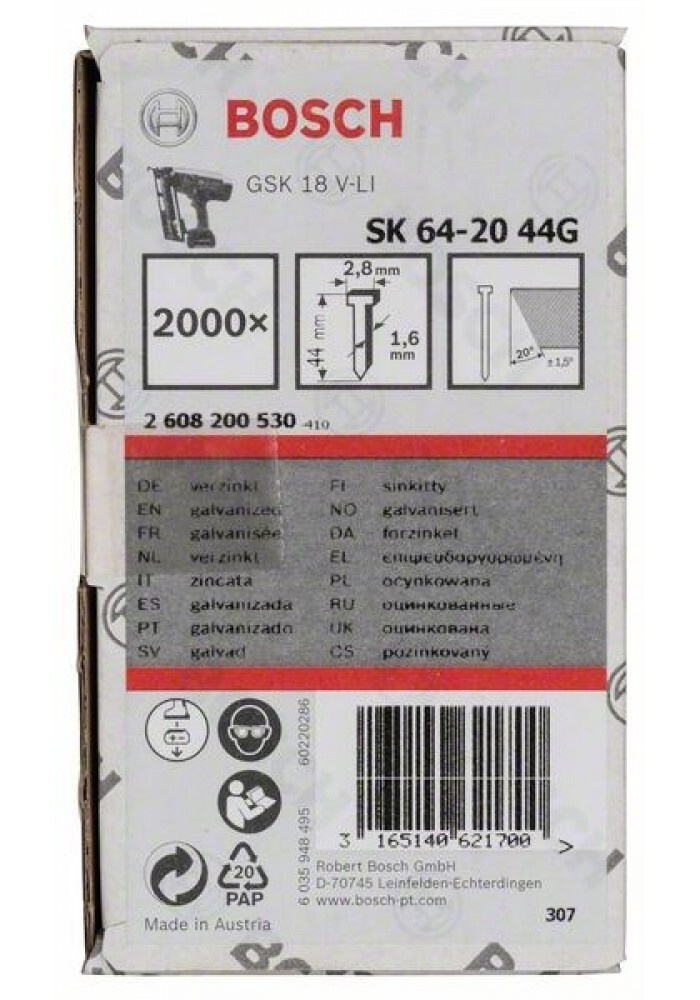 BOSCH
GSK 18 V-LI
SK 64-20 44G
2000×
2,8 mm
44 mm
1,6 mm
20°
± 1,5°
2 608 200 530 -410
DE verzinkt FI sinkitty
EN galvanized NO galvanisert
FR galvanisée DA forzinket
NL verzinkt EL επιψευδαργυρωμένη
IT zincata PL ocynkowana
ES galvanizada RU оцинкованные
PT galvanizado UK оцинкована
SV galvad CS pozinkovaný
60220286
6 035 948 495
3 165140 621700 >
Robert Bosch GmbH
D-70745 Leinfelden-Echterdingen
www.bosch-pt.com
20
PAP
Made in Austria
307